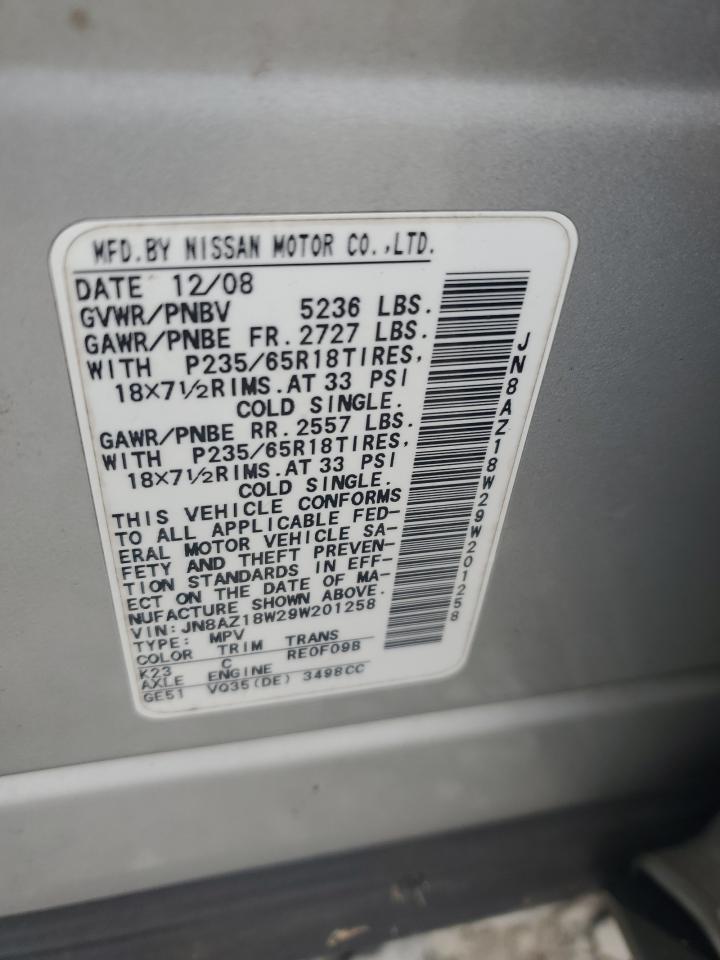 MFD.BY NISSAN MOTOR CO.,LTD.
DATE 12/08
GVWR/PNBV 5236 LBS.
GAWR/PNBE FR.2727 LBS.
WITH P235/65R18TIRES,
18×7½RIMS.AT 33 PSI
COLD SINGLE.
GAWR/PNBE RR.2557 LBS.
WITH P235/65R18TIRES,
18×7½RIMS.AT 33 PSI
COLD SINGLE.
THIS VEHICLE CONFORMS
TO ALL APPLICABLE FED-
ERAL MOTOR VEHICLE SA-
FETY AND THEFT PREVEN-
TION STANDARDS IN EFF-
ECT ON THE DATE OF MA-
NUFACTURE SHOWN ABOVE.
VIN:JN8AZ18W29W201258
TYPE: MPV
COLOR TRIM TRANS
K23 C RE0F09B
AXLE ENGINE
GE51 VQ35(DE) 3498CC
JN8AZ18W29W201258